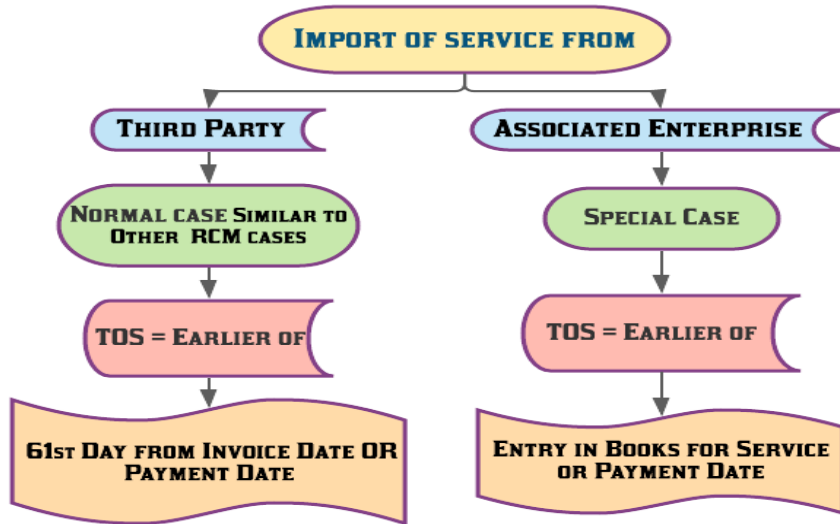 Import of service from
Third Party
Associated Enterprise
Normal case Similar to
Other RCM cases
Special Case
TOS = Earlier of
TOS = Earlier of
61st Day from Invoice Date OR
Payment Date
Entry in Books for Service
or Payment Date